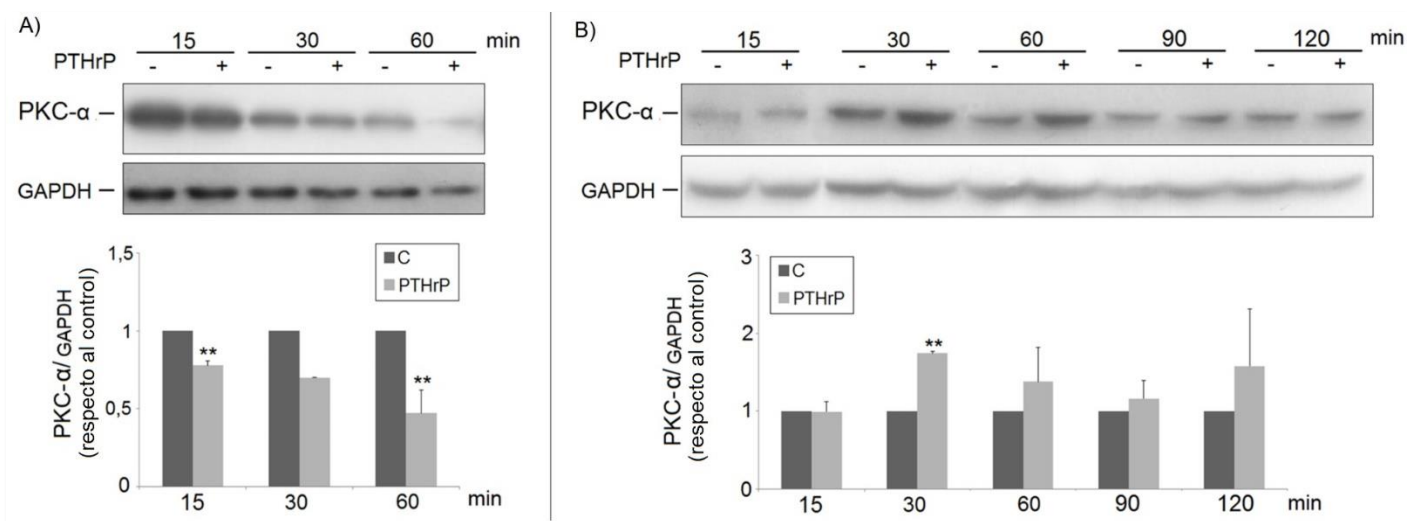 A)
15 30 60 min
PTHrP - + - + - +
PKC-α
GAPDH
1,5
1
0,5
0
PKC-α/ GAPDH
(respecto al control)
C
PTHrP
**
**
15 30 60 min
B)
15 30 60 90 120 min
PTHrP - + - + - + - + - +
PKC-α
GAPDH
3
2
1
0
PKC-α/ GAPDH
(respecto al control)
C
PTHrP
**
15 30 60 90 120 min